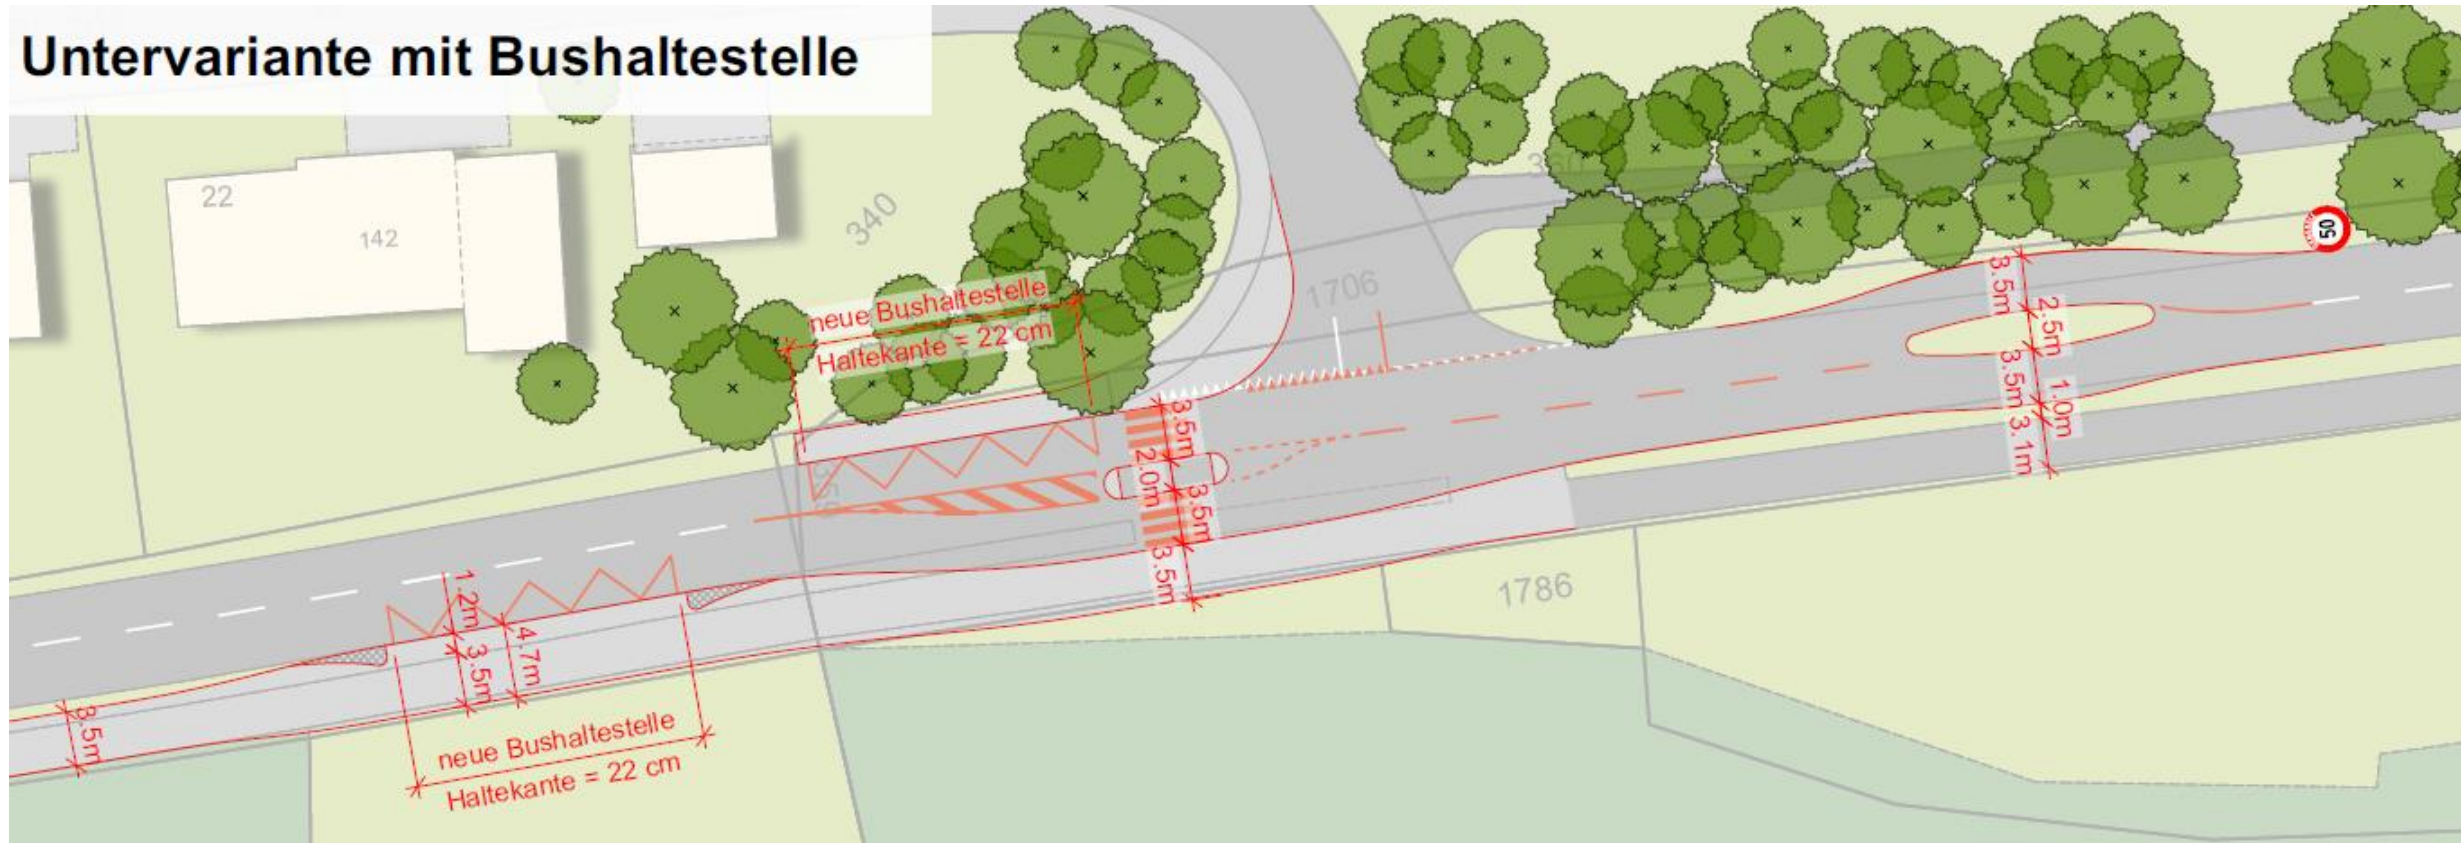 Untervariante mit Bushaltestelle
22
142
340
360
1706
neue Bushaltestelle
Haltekante = 22 cm
50
3.5m
2.5m
3.5m
1.0m
3.1m
3.5m
2.0m
3.5m
3.5m
1.2m
3.5m
4.7m
3.5m
1786
neue Bushaltestelle
Haltekante = 22 cm